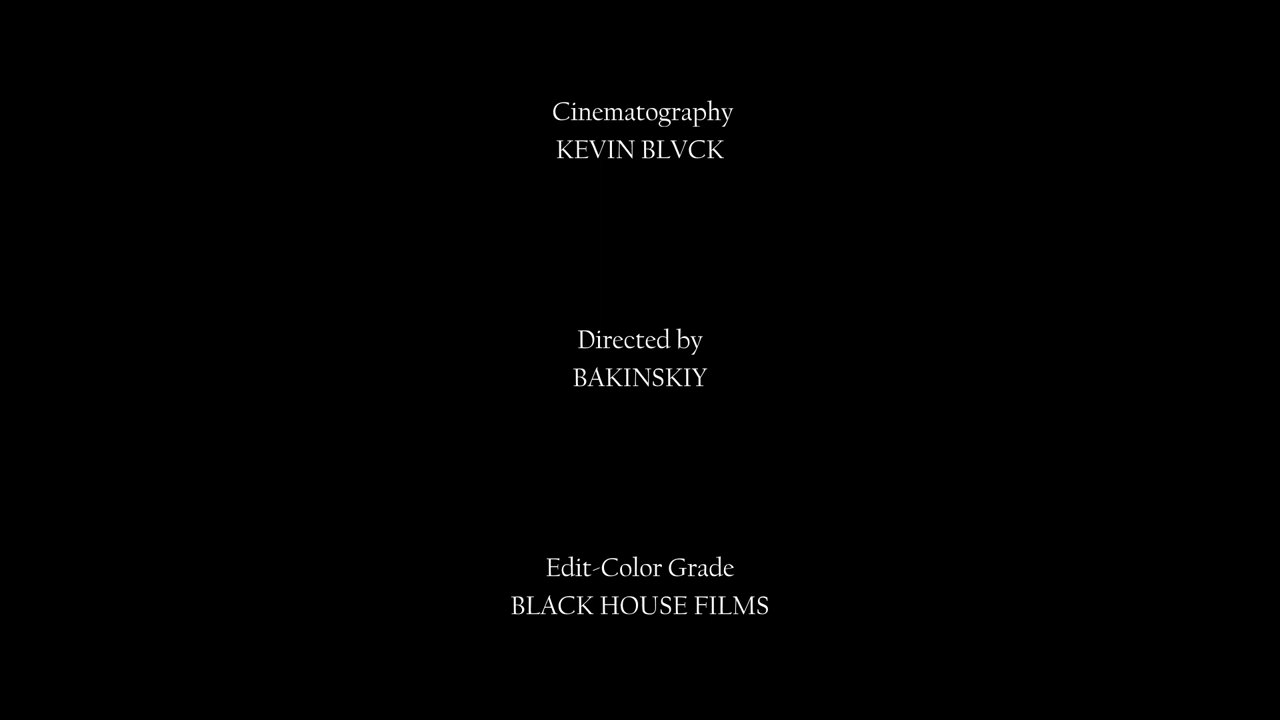 Cinematography
KEVIN BLVCK
Directed by
BAKINSKIY
Edit-Color Grade
BLACK HOUSE FILMS